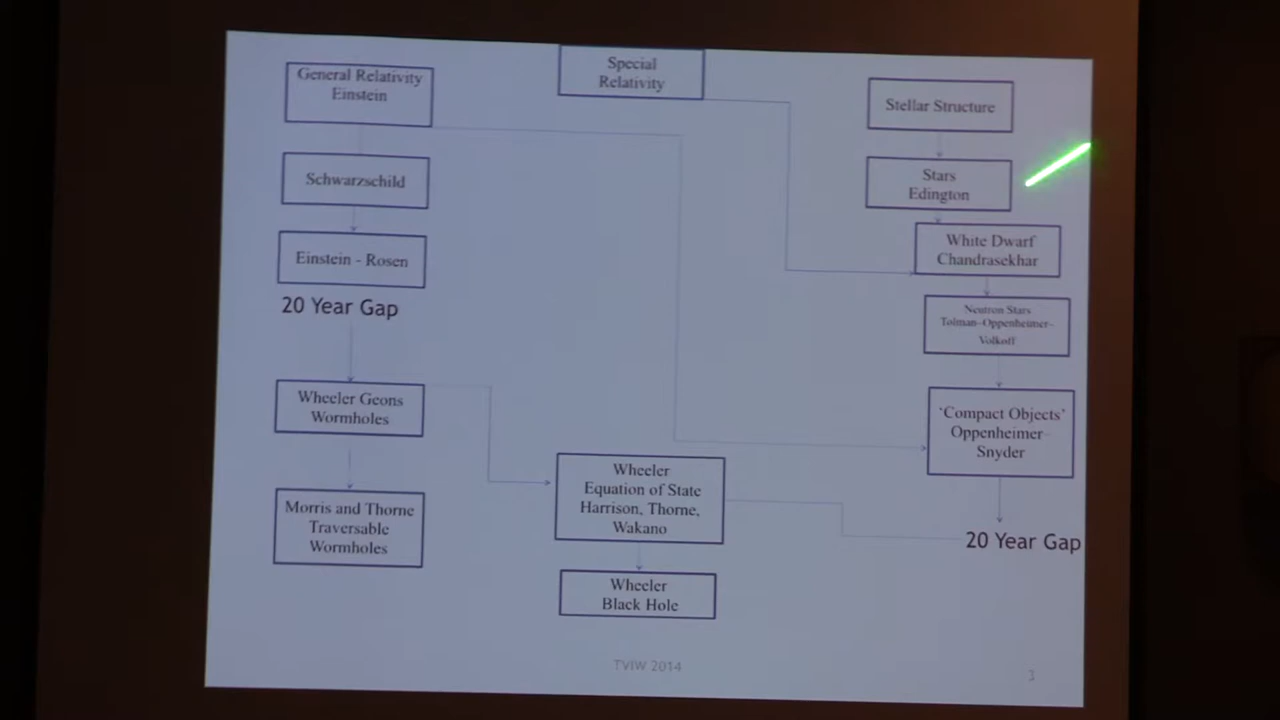 General Relativity
Einstein
Special
Relativity
Stellar Structure
Schwarzschild
Stars
Edington
Einstein - Rosen
White Dwarf
Chandrasekhar
20 Year Gap
Neutron Stars
Tolman-Oppenheimer-
Volkoff
Wheeler Geons
Wormholes
'Compact Objects'
Oppenheimer-
Snyder
Wheeler
Equation of State
Harrison, Thorne,
Wakano
Morris and Thorne
Traversable
Wormholes
20 Year Gap
Wheeler
Black Hole
TVIW 2014
3